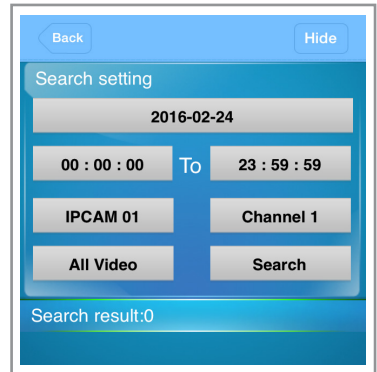 Back Hide
Search setting
2016-02-24
00 : 00 : 00 To 23 : 59 : 59
IPCAM 01 Channel 1
All Video Search
Search result:0